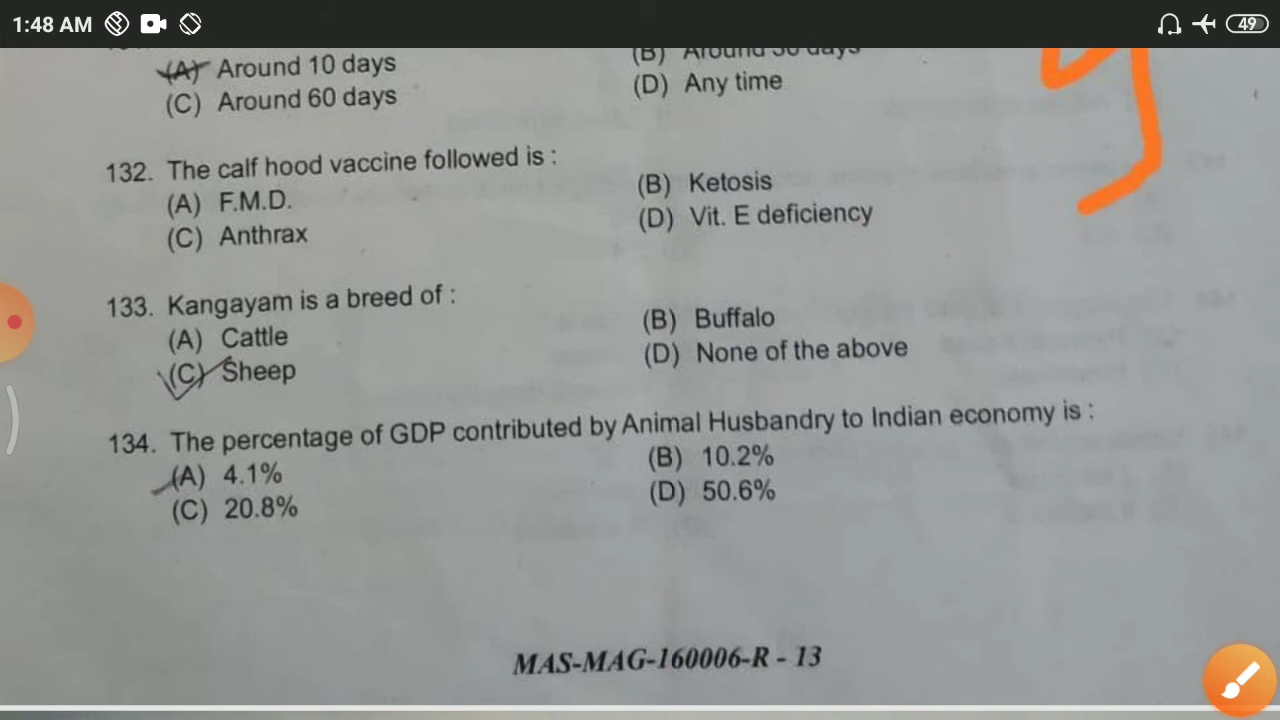 1:48 AM 49
(A) Around 10 days
(B) Around 30 days
(C) Around 60 days
(D) Any time
132. The calf hood vaccine followed is :
(A) F.M.D.
(B) Ketosis
(C) Anthrax
(D) Vit. E deficiency
133. Kangayam is a breed of :
(A) Cattle
(B) Buffalo
(C) Sheep
(D) None of the above
134. The percentage of GDP contributed by Animal Husbandry to Indian economy is :
(A) 4.1%
(B) 10.2%
(C) 20.8%
(D) 50.6%
MAS-MAG-160006-R - 13